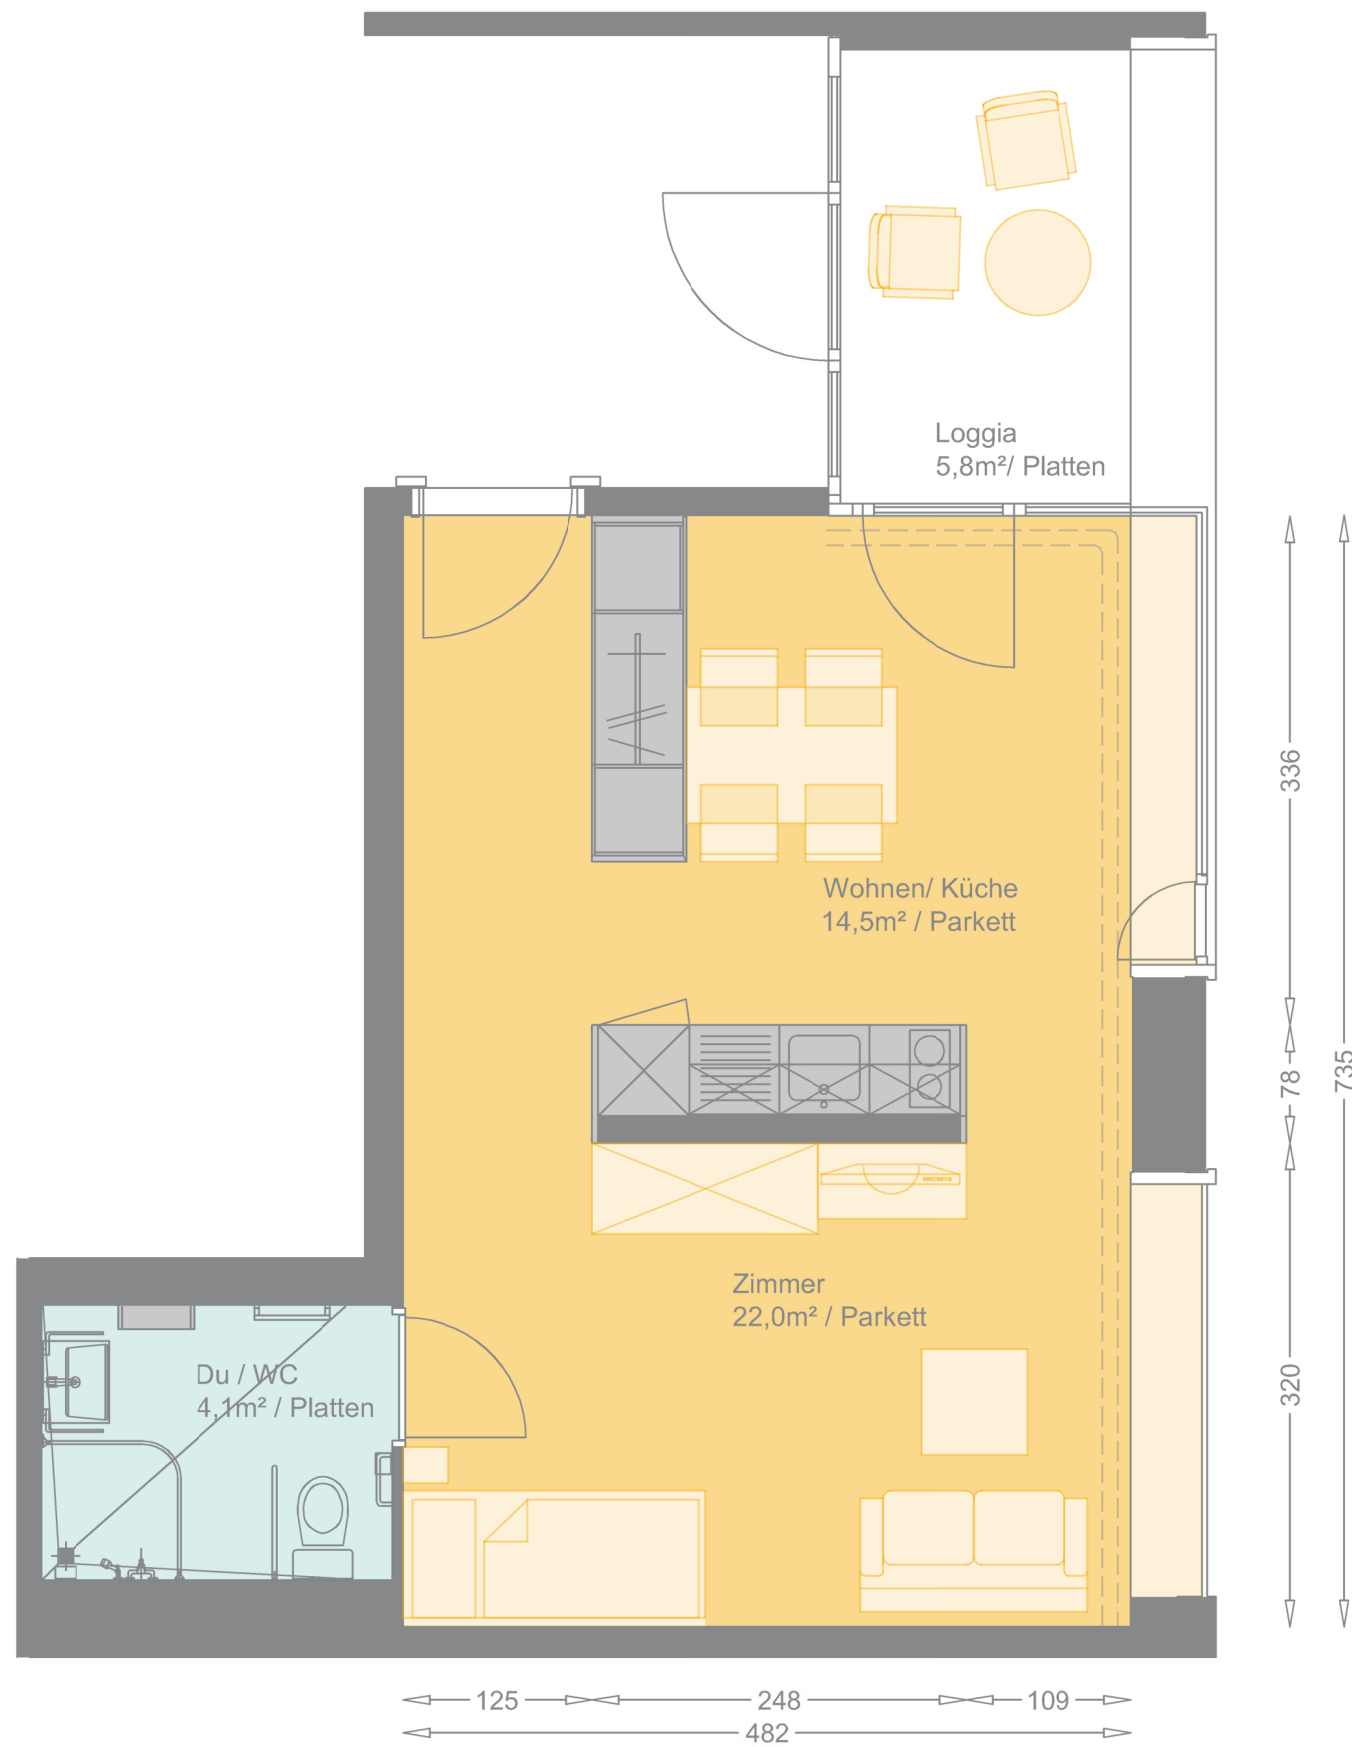 Loggia
5,8m²/ Platten
Wohnen/ Küche
14,5m² / Parkett
336
78
735
Zimmer
22,0m² / Parkett
320
Du / WC
4,1m² / Platten
125
248
109
482